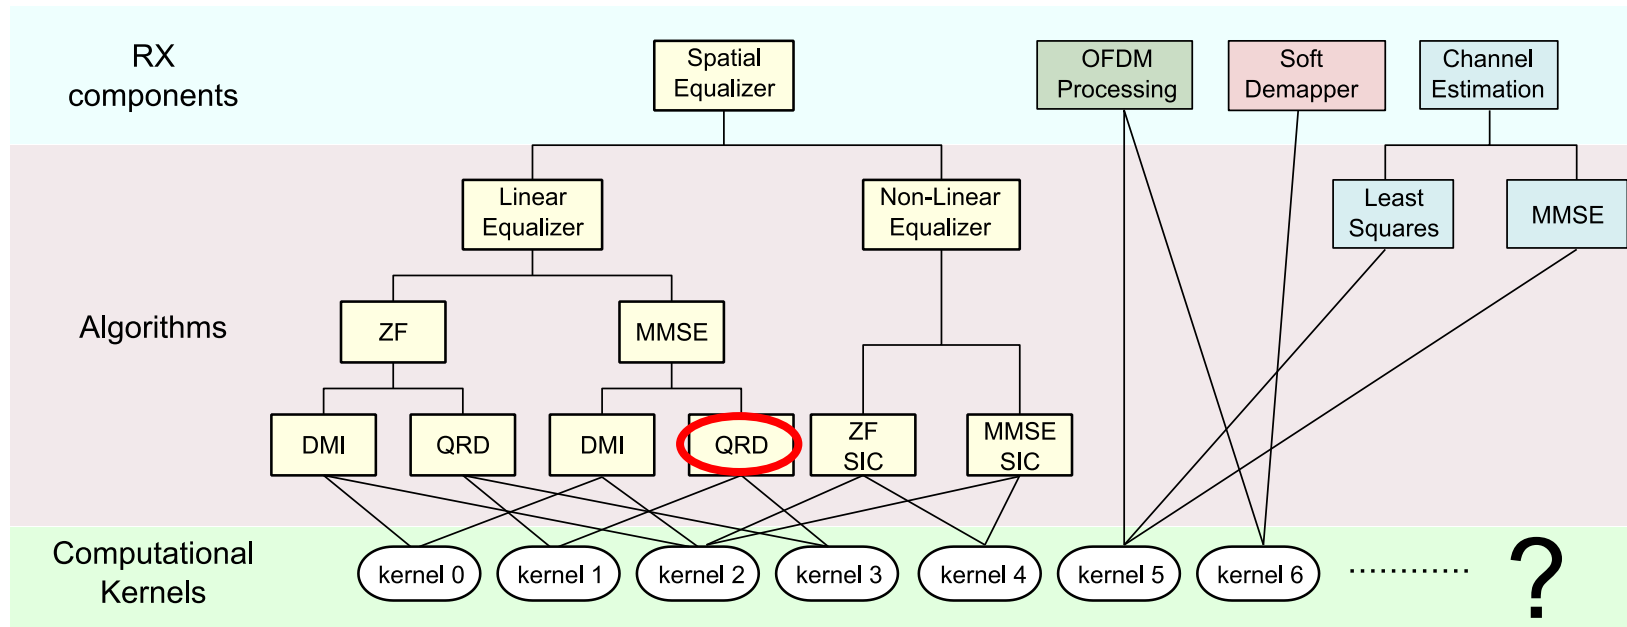 RX
components
Spatial
Equalizer
OFDM
Processing
Soft
Demapper
Channel
Estimation
Algorithms
Linear
Equalizer
Non-Linear
Equalizer
Least
Squares
MMSE
ZF
MMSE
DMI
QRD
DMI
QRD
ZF
SIC
MMSE
SIC
Computational
Kernels
kernel 0
kernel 1
kernel 2
kernel 3
kernel 4
kernel 5
kernel 6
............
?